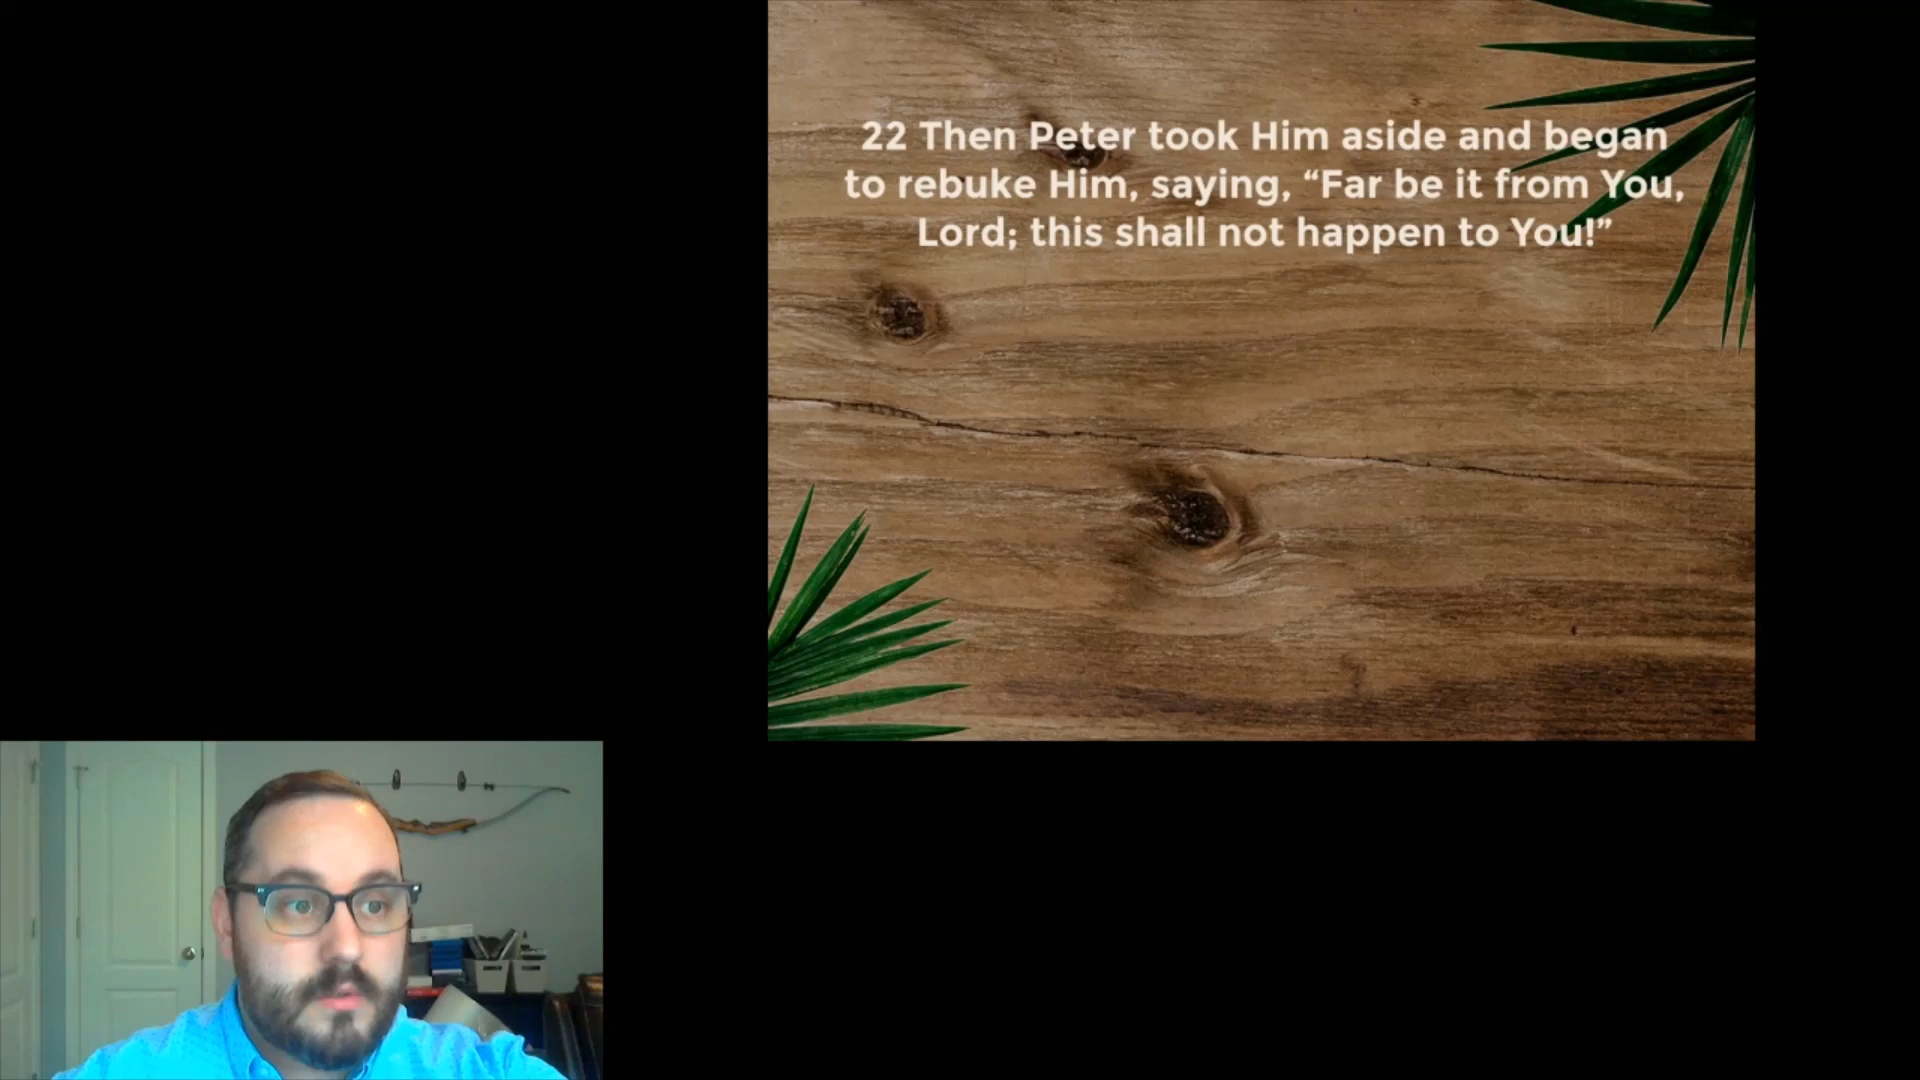 22 Then Peter took Him aside and began
to rebuke Him, saying, “Far be it from You,
Lord; this shall not happen to You!”